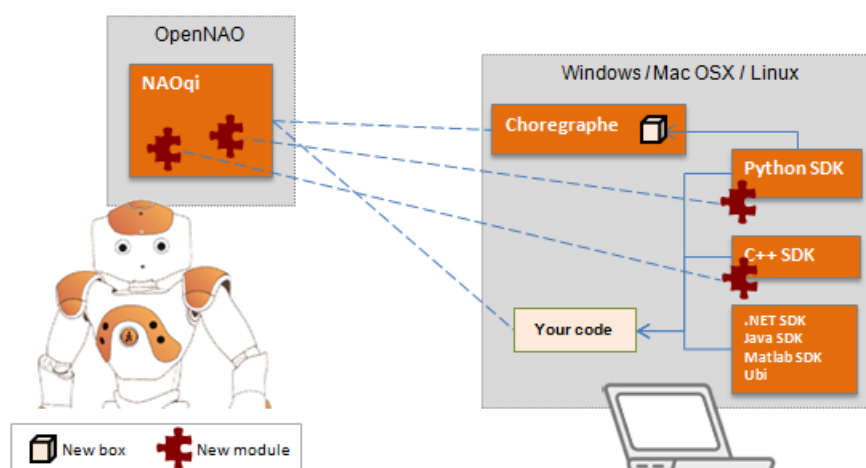 OpenNAO
NAOqi
Windows / Mac OSX / Linux
Choregraphe
Python SDK
C++ SDK
Your code
.NET SDK
Java SDK
Matlab SDK
Ubi
New box
New module